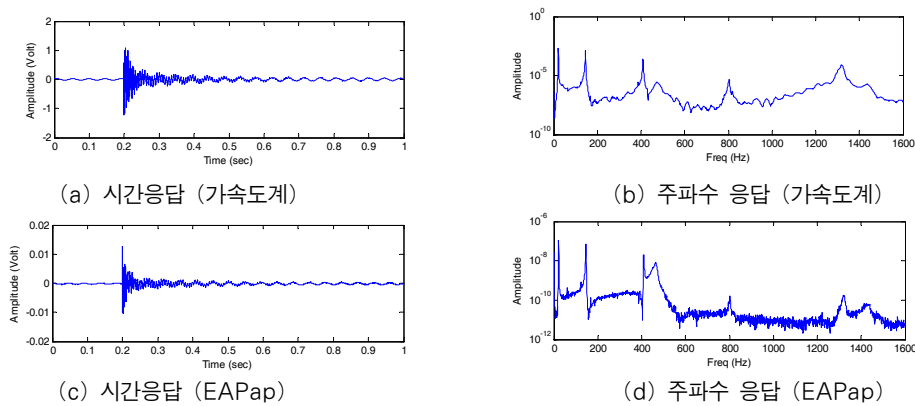 2
1
0
-1
-2
Amplitude (Volt)
0 0.1 0.2 0.3 0.4 0.5 0.6 0.7 0.8 0.9 1
Time (sec)
(a) 시간응답 (가속도계)
10^0
10^-5
10^-10
Amplitude
0 200 400 600 800 1000 1200 1400 1600
Freq (Hz)
(b) 주파수 응답 (가속도계)
0.02
0.01
0
-0.01
-0.02
Amplitude (Volt)
0 0.1 0.2 0.3 0.4 0.5 0.6 0.7 0.8 0.9 1
Time (sec)
(c) 시간응답 (EAPap)
10^-6
10^-8
10^-10
10^-12
Amplitude
0 200 400 600 800 1000 1200 1400 1600
Freq (Hz)
(d) 주파수 응답 (EAPap)